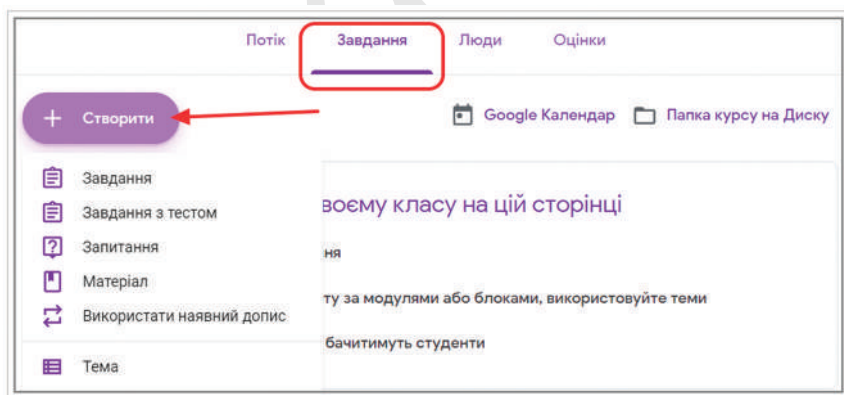 Потік Завдання Люди Оцінки
Створити Google Календар Папка курсу на Диску
Завдання
Завдання з тестом
воєму класу на цій сторінці
Запитання
ня
Матеріал
ту за модулями або блоками, використовуйте теми
Використати наявний допис
бачитимуть студенти
Тема